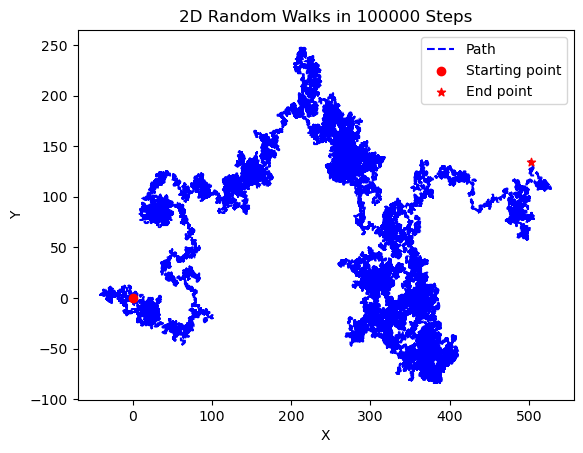 2D Random Walks in 100000 Steps
250
200
150
100
50
0
−50
−100
Y
Path
Starting point
End point
0 100 200 300 400 500
X